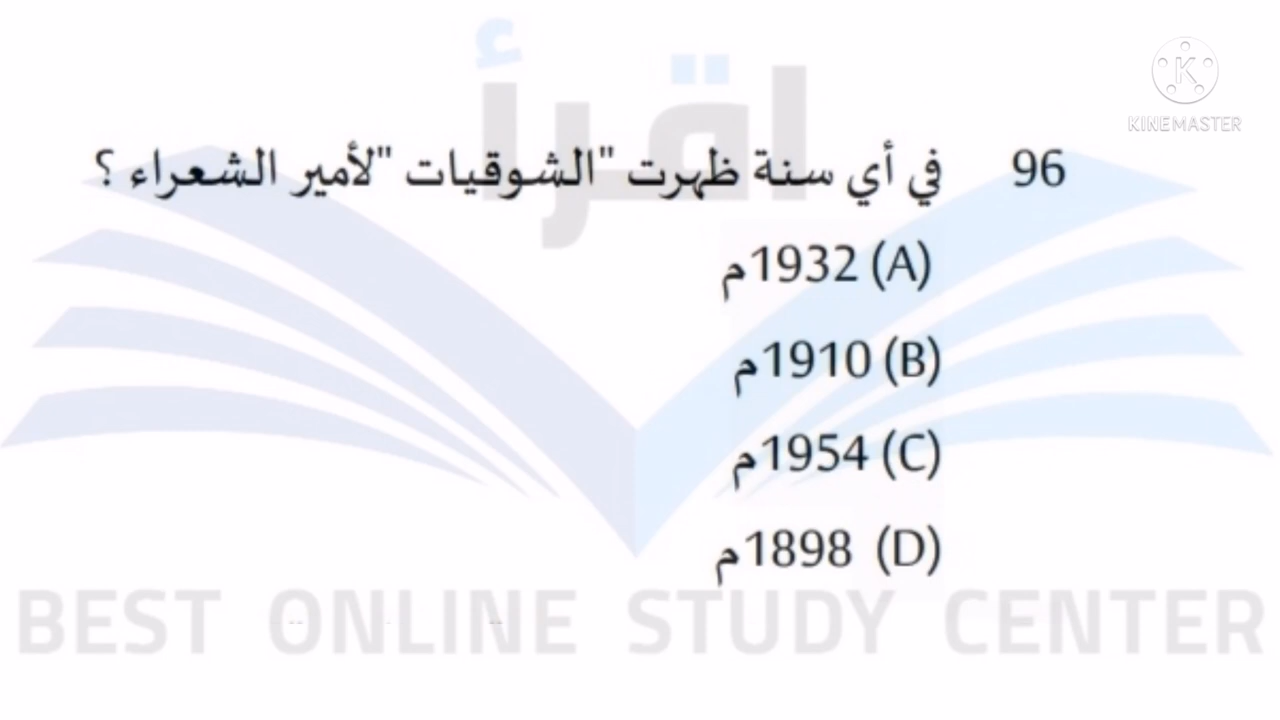 اقرأ
K
KINEMASTER
96 في أي سنة ظهرت "الشوقيات "لأمير الشعراء ؟
(A) 1932م
(B) 1910م
(C) 1954م
(D) 1898م
BEST ONLINE STUDY CENTER